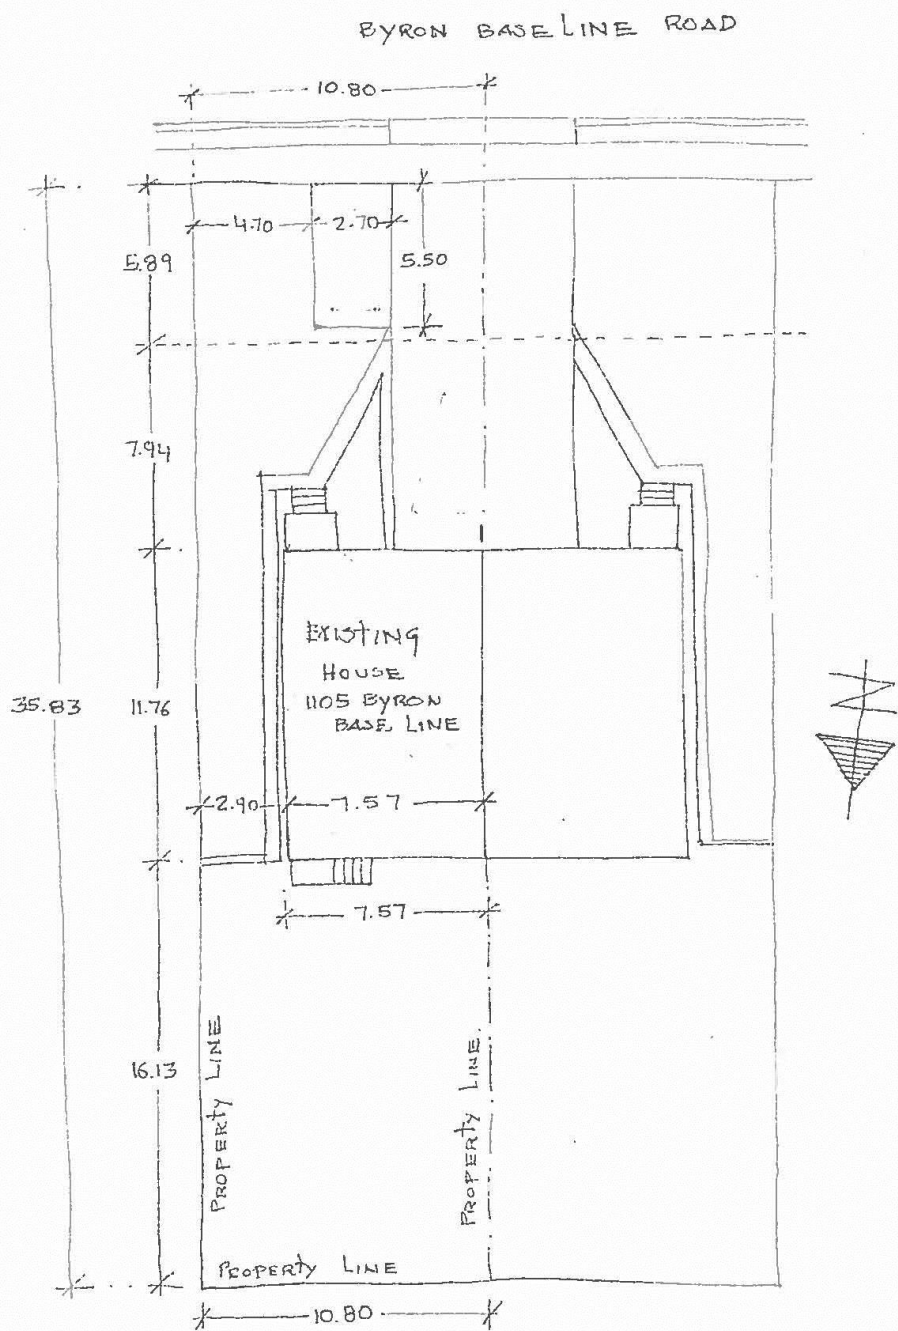 BYRON BASELINE ROAD
10.80
4.70
2.70
5.89
5.50
7.94
EXISTING
HOUSE
1105 BYRON
BASE LINE
35.83
11.76
N
2.90
7.57
7.57
16.13
PROPERTY LINE
PROPERTY LINE.
PROPERTY LINE
10.80